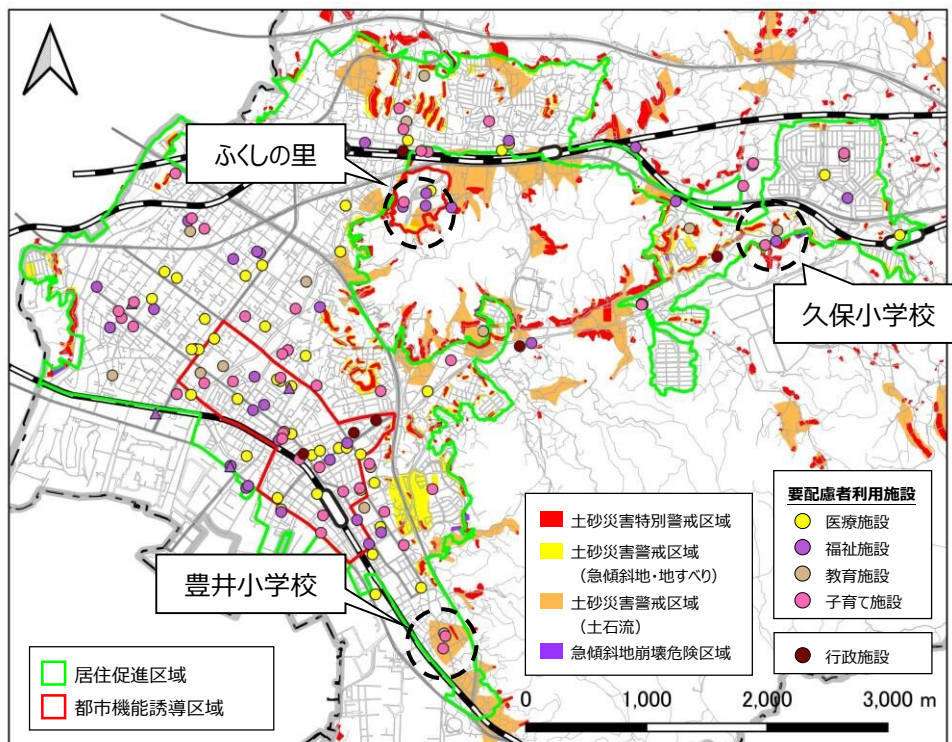 ふくしの里
久保小学校
豊井小学校
居住促進区域
都市機能誘導区域
土砂災害特別警戒区域
土砂災害警戒区域
（急傾斜地・地すべり）
土砂災害警戒区域
（土石流）
急傾斜地崩壊危険区域
要配慮者利用施設
医療施設
福祉施設
教育施設
子育て施設
行政施設
0 1,000 2,000 3,000 m